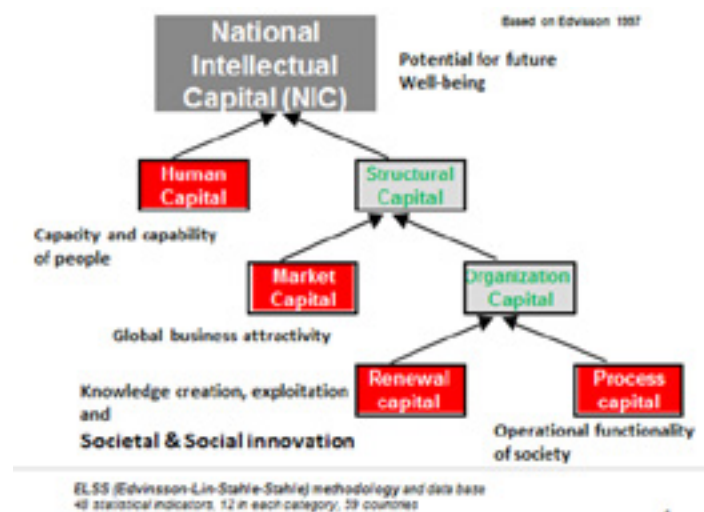 Based on Edvisson 1997
National
Intellectual
Capital (NIC)
Potential for future
Well-being
Human
Capital
Structural
Capital
Capacity and capability
of people
Market
Capital
Organization
Capital
Global business attractivity
Renewal
capital
Process
capital
Knowledge creation, exploitation
and
Societal & Social innovation
Operational functionality
of society
ELSS (Edvinsson-Lin-Stahle-Stahle) methodology and data base
48 statistical indicators, 12 in each category, 59 countries